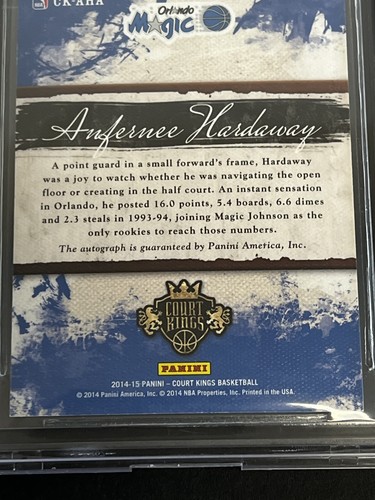 CK-AHA
Orlando
Magic
Anfernee Hardaway
A point guard in a small forward's frame, Hardaway
was a joy to watch whether he was navigating the open
floor or creating in the half court. An instant sensation
in Orlando, he posted 16.0 points, 5.4 boards, 6.6 dimes
and 2.3 steals in 1993-94, joining Magic Johnson as the
only rookies to reach those numbers.
The autograph is guaranteed by Panini America, Inc.
COURT
KINGS
PANINI
2014-15 PANINI – COURT KINGS BASKETBALL
© 2014 Panini America, Inc. © 2014 NBA Properties, Inc. Printed in the USA.